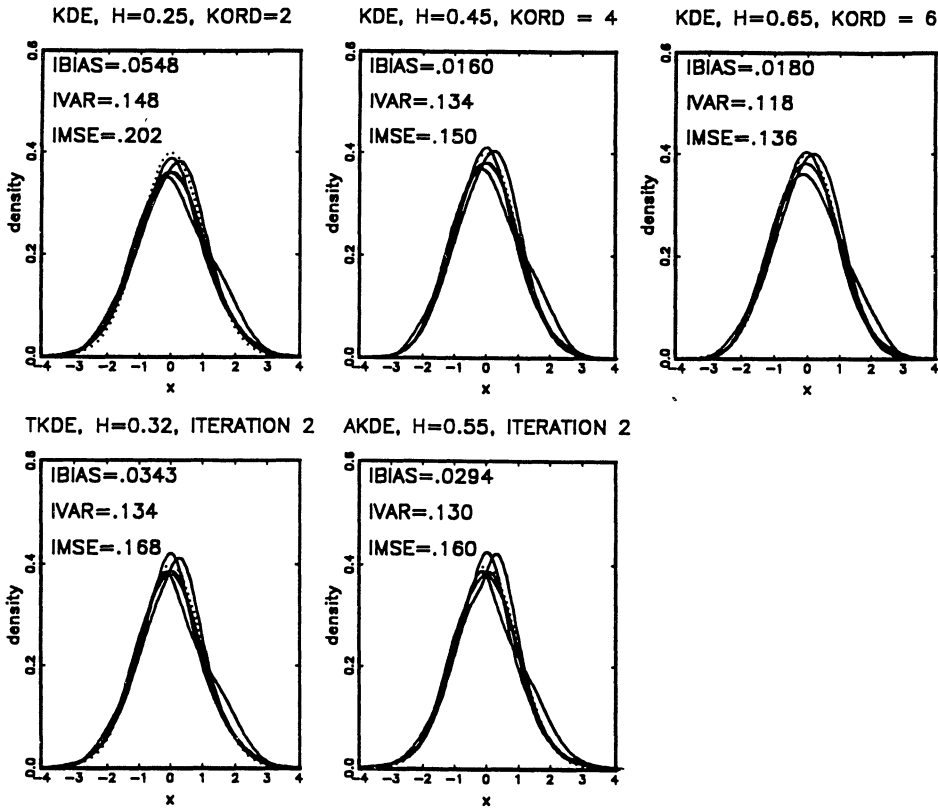 KDE, H=0.25, KORD=2
IBIAS=.0548
IVAR=.148
IMSE=.202
density
0.0 0.2 0.4 0.6
-4 -3 -2 -1 0 1 2 3 4
x
KDE, H=0.45, KORD = 4
IBIAS=.0160
IVAR=.134
IMSE=.150
density
0.0 0.2 0.4 0.6
-4 -3 -2 -1 0 1 2 3 4
x
KDE, H=0.65, KORD = 6
IBIAS=.0180
IVAR=.118
IMSE=.136
density
0.0 0.2 0.4 0.6
-4 -3 -2 -1 0 1 2 3 4
x
TKDE, H=0.32, ITERATION 2
IBIAS=.0343
IVAR=.134
IMSE=.168
density
0.0 0.2 0.4 0.6
-4 -3 -2 -1 0 1 2 3 4
x
AKDE, H=0.55, ITERATION 2
IBIAS=.0294
IVAR=.130
IMSE=.160
density
0.0 0.2 0.4 0.6
-4 -3 -2 -1 0 1 2 3 4
x